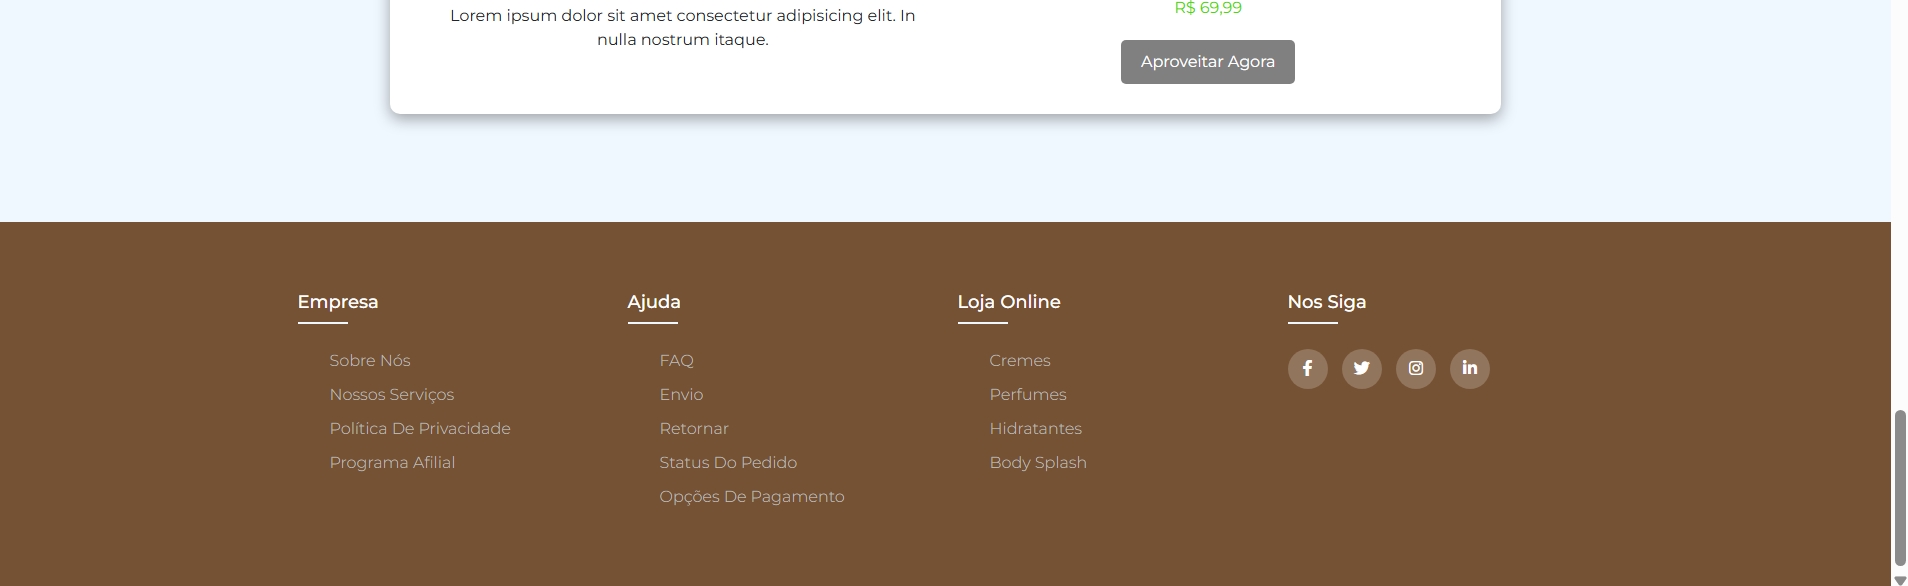 Lorem ipsum dolor sit amet consectetur adipisicing elit. In
nulla nostrum itaque.
R$ 69,99
Aproveitar Agora
Empresa
Sobre Nós
Nossos Serviços
Política De Privacidade
Programa Afilial
Ajuda
FAQ
Envio
Retornar
Status Do Pedido
Opções De Pagamento
Loja Online
Cremes
Perfumes
Hidratantes
Body Splash
Nos Siga